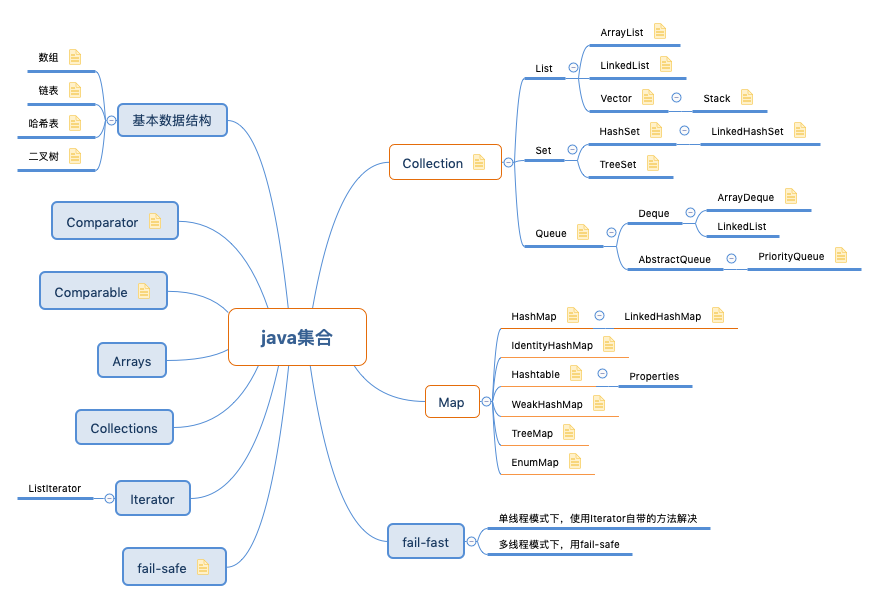 java集合
基本数据结构
数组
链表
哈希表
二叉树
Comparator
Comparable
Arrays
Collections
Iterator
ListIterator
fail-safe
Collection
List
ArrayList
LinkedList
Vector
Stack
Set
HashSet
LinkedHashSet
TreeSet
Queue
Deque
ArrayDeque
LinkedList
AbstractQueue
PriorityQueue
Map
HashMap
LinkedHashMap
IdentityHashMap
Hashtable
Properties
WeakHashMap
TreeMap
EnumMap
fail-fast
单线程模式下，使用Iterator自带的方法解决
多线程模式下，用fail-safe